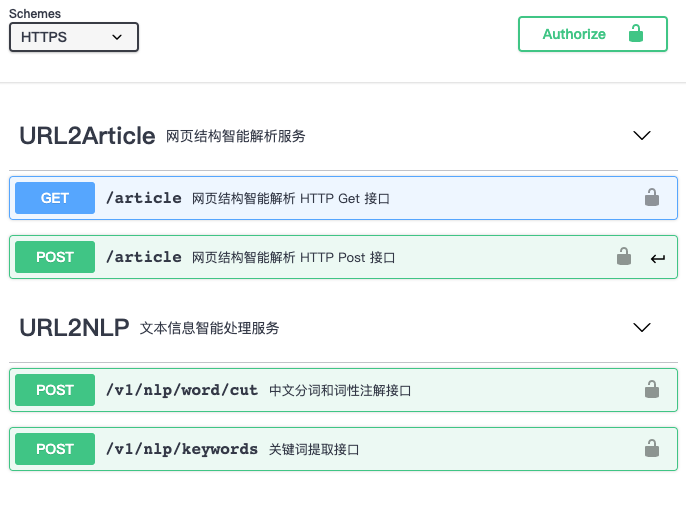 Schemes
HTTPS
Authorize
URL2Article 网页结构智能解析服务
GET /article 网页结构智能解析 HTTP Get 接口
POST /article 网页结构智能解析 HTTP Post 接口
URL2NLP 文本信息智能处理服务
POST /v1/nlp/word/cut 中文分词和词性注解接口
POST /v1/nlp/keywords 关键词提取接口